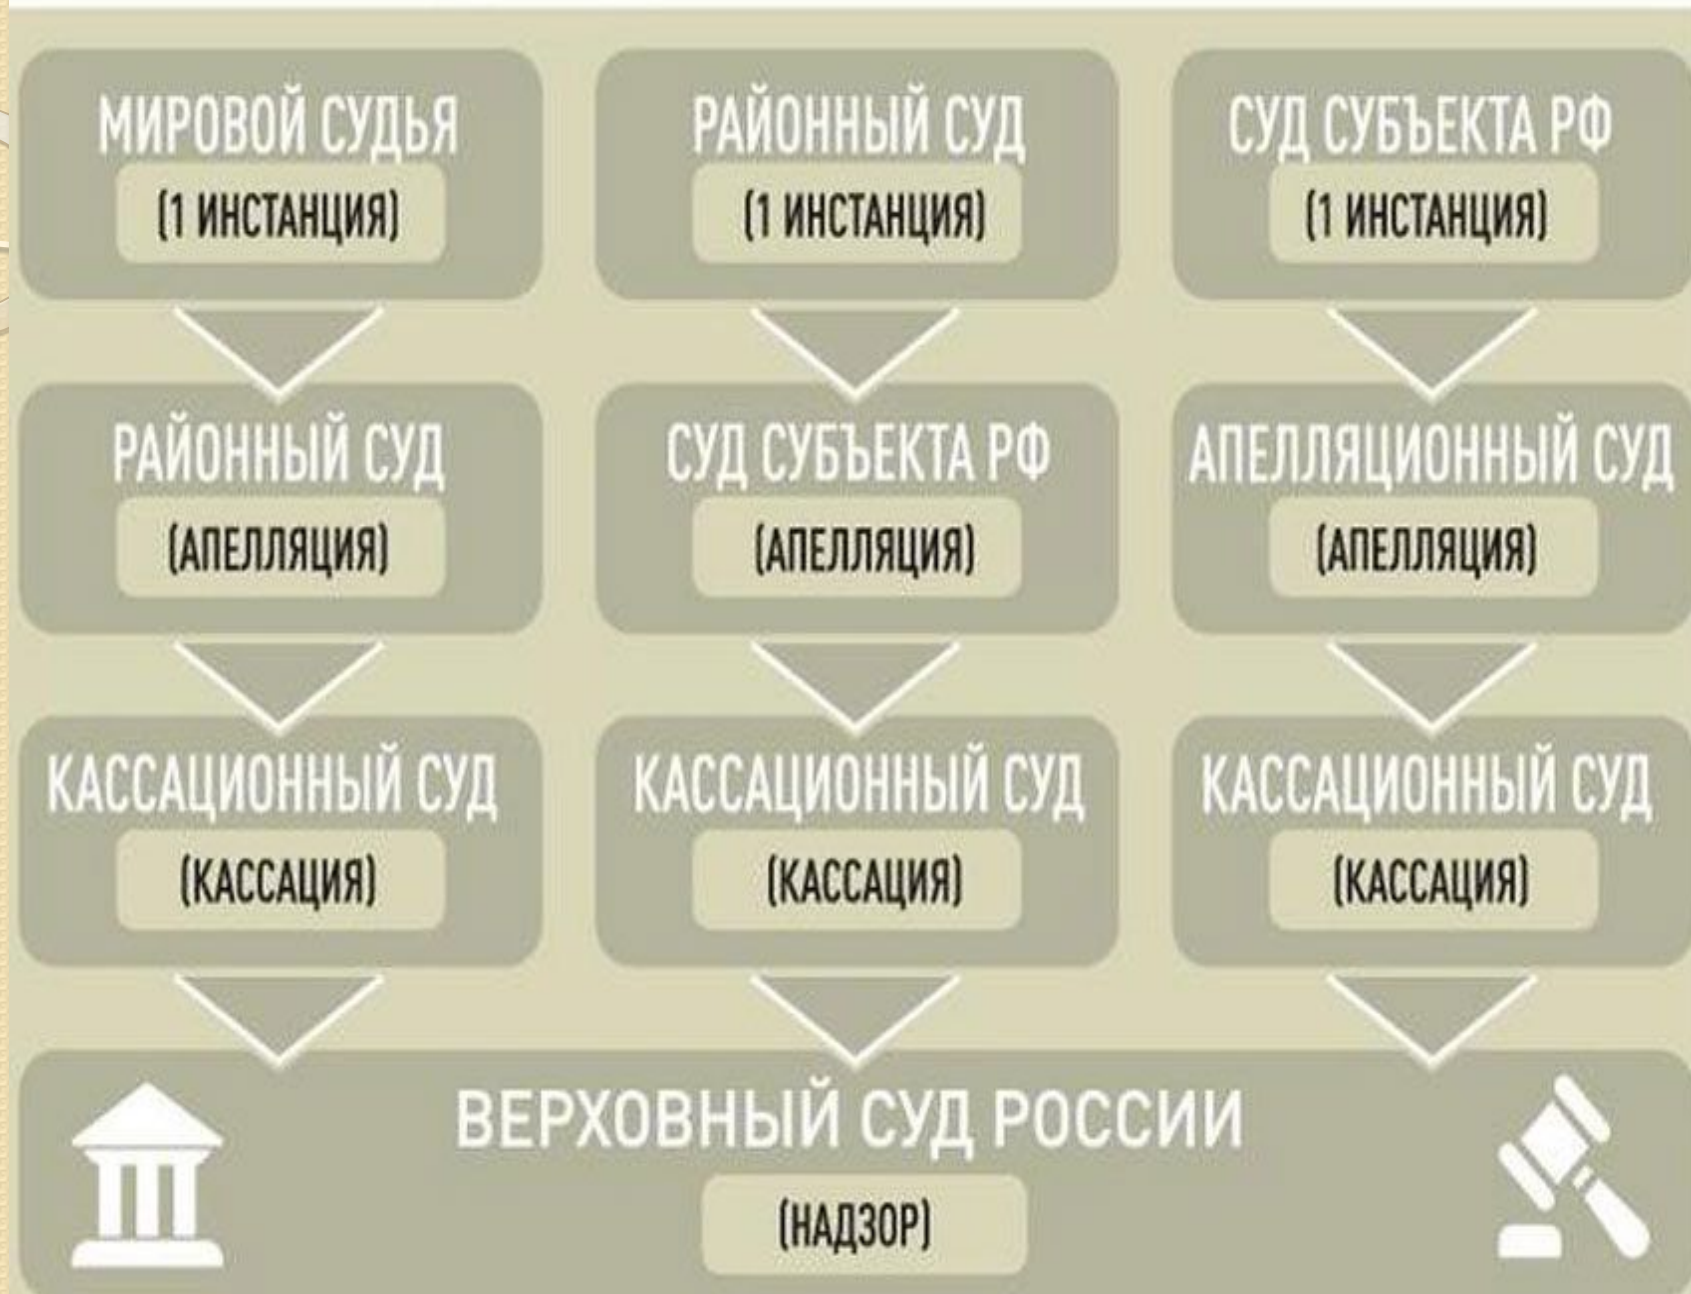 МИРОВОЙ СУДЬЯ
(1 ИНСТАНЦИЯ)
РАЙОННЫЙ СУД
(1 ИНСТАНЦИЯ)
СУД СУБЪЕКТА РФ
(1 ИНСТАНЦИЯ)
РАЙОННЫЙ СУД
(АПЕЛЛЯЦИЯ)
СУД СУБЪЕКТА РФ
(АПЕЛЛЯЦИЯ)
АПЕЛЛЯЦИОННЫЙ СУД
(АПЕЛЛЯЦИЯ)
КАССАЦИОННЫЙ СУД
(КАССАЦИЯ)
КАССАЦИОННЫЙ СУД
(КАССАЦИЯ)
КАССАЦИОННЫЙ СУД
(КАССАЦИЯ)
ВЕРХОВНЫЙ СУД РОССИИ
(НАДЗОР)